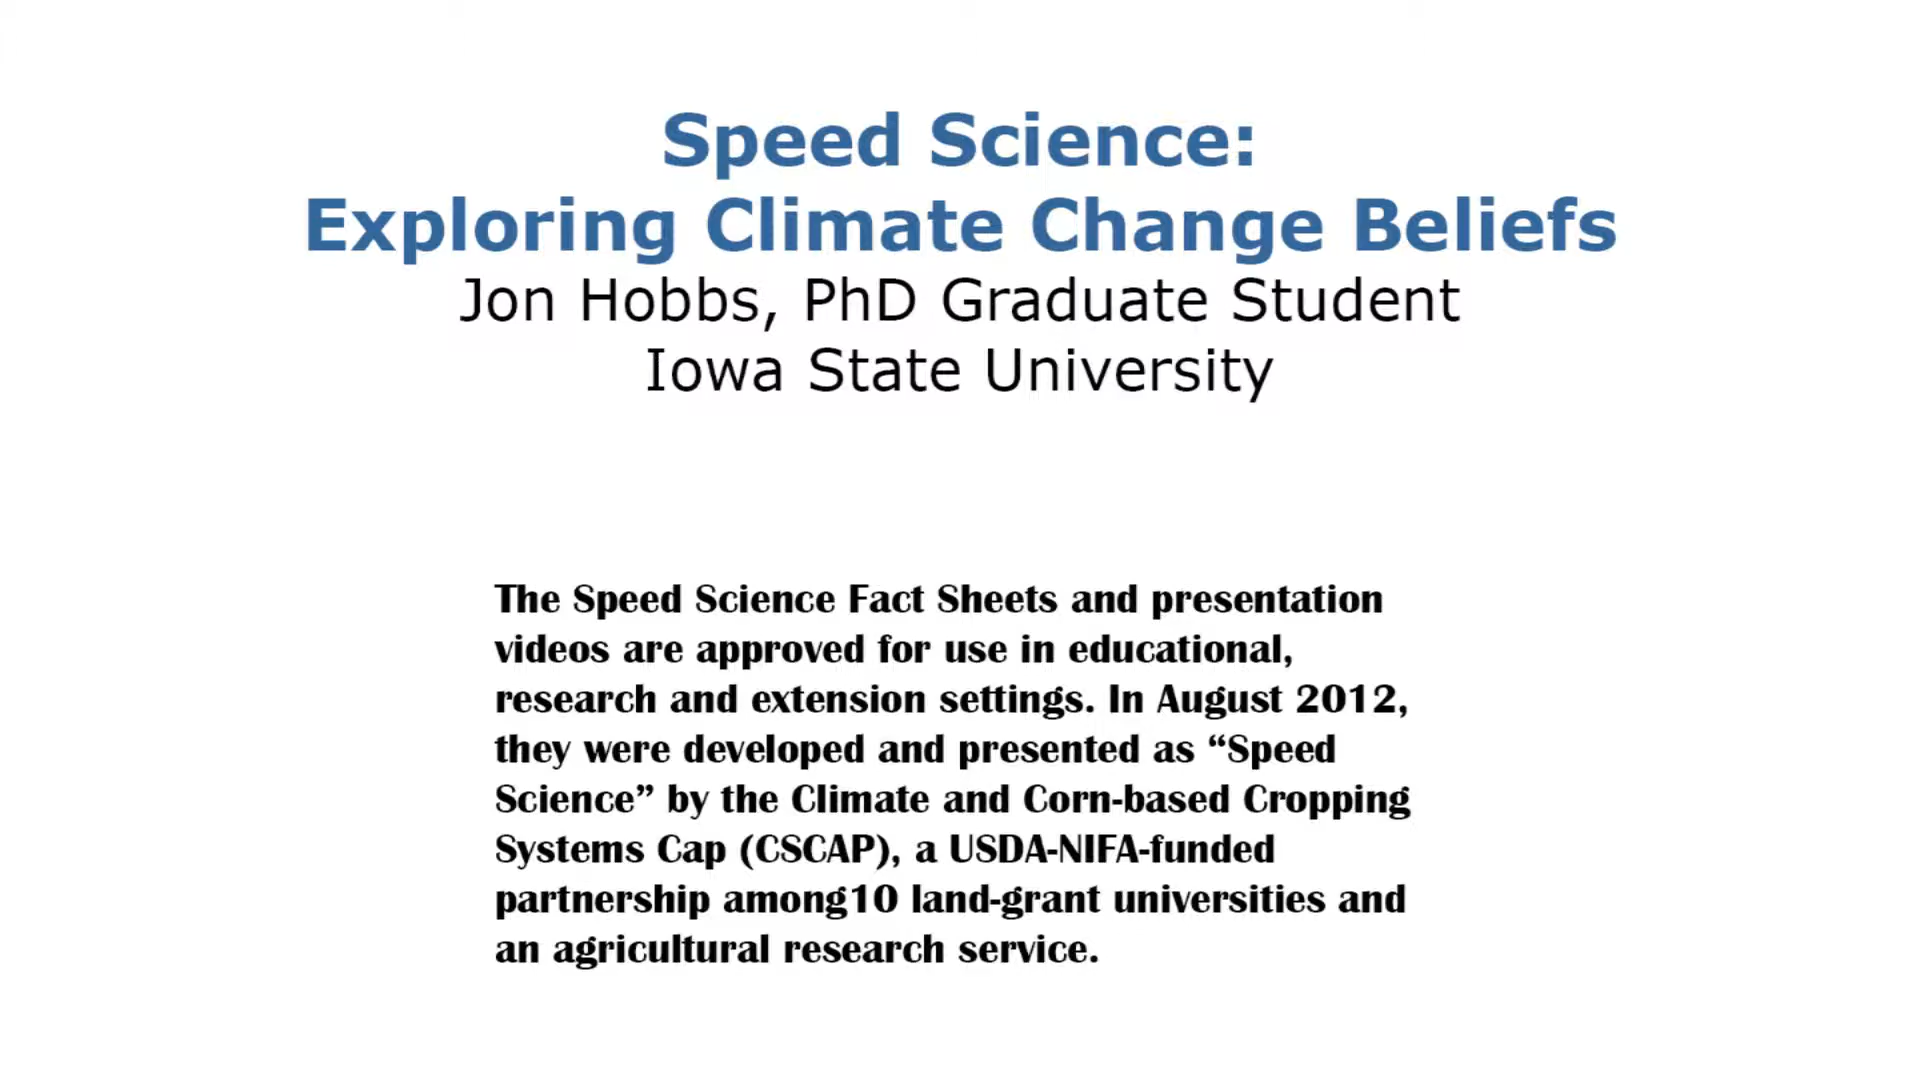 Speed Science:
Exploring Climate Change Beliefs
Jon Hobbs, PhD Graduate Student
Iowa State University
The Speed Science Fact Sheets and presentation
videos are approved for use in educational,
research and extension settings. In August 2012,
they were developed and presented as “Speed
Science” by the Climate and Corn-based Cropping
Systems Cap (CSCAP), a USDA-NIFA-funded
partnership among10 land-grant universities and
an agricultural research service.